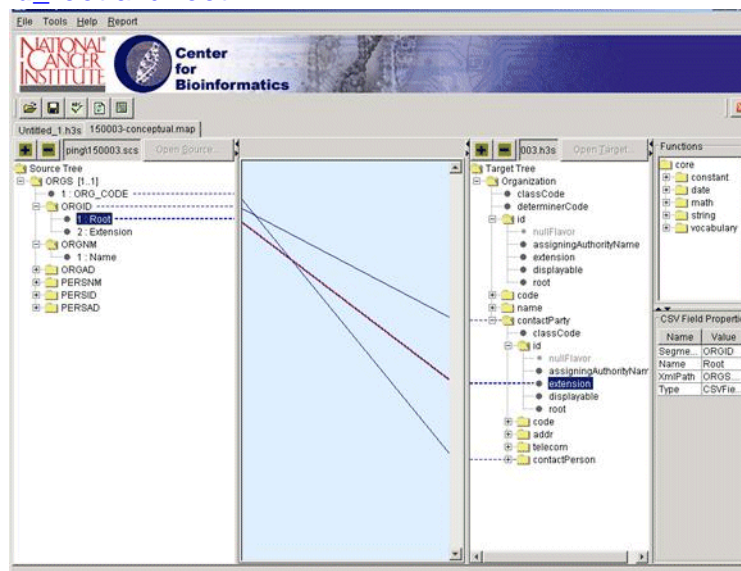 File Tools Help Report
NATIONAL
CANCER
INSTITUTE
Center
for
Bioinformatics
Untitled_1.h3s 150003-conceptual.map
ping\150003.scs Open Source...
003.h3s Open Target...
Functions
Source Tree
ORGS [1..1]
1 : ORG_CODE
ORGID
1 : Root
2 : Extension
ORGNM
1 : Name
ORGAD
PERSNM
PERSID
PERSAD
Target Tree
Organization
classCode
determinerCode
id
nullFlavor
assigningAuthorityName
extension
displayable
root
code
name
contactParty
classCode
id
nullFlavor
assigningAuthorityNam
extension
displayable
root
code
addr
telecom
contactPerson
core
constant
date
math
string
vocabulary
CSV Field Properti
Name Value
Segme... ORGID
Name Root
XmlPath ORGS....
Type CSVFie...